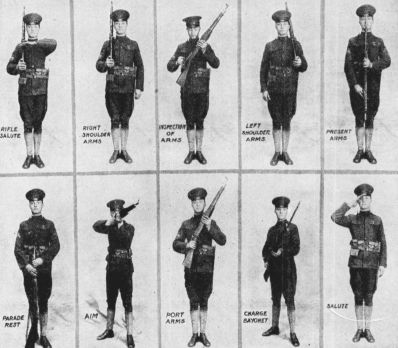 RIFLE
SALUTE
RIGHT
SHOULDER
ARMS
INSPECTION
OF
ARMS
LEFT
SHOULDER
ARMS
PRESENT
ARMS
PARADE
REST
AIM
PORT
ARMS
CHARGE
BAYONET
SALUTE